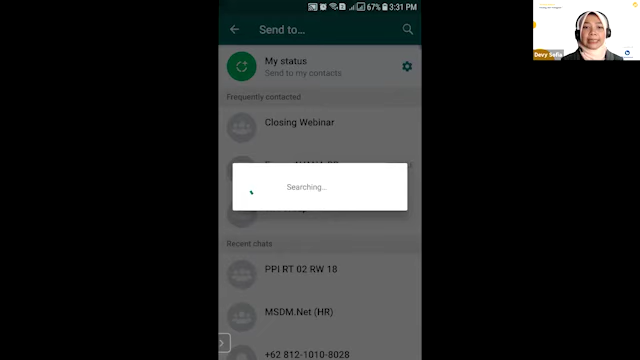 67% 3:31 PM
Send to...
My status
Send to my contacts
Frequently contacted
Closing Webinar
Searching...
Recent chats
PPI RT 02 RW 18
MSDM.Net (HR)
+62 812-1010-8028
Devy Sofia